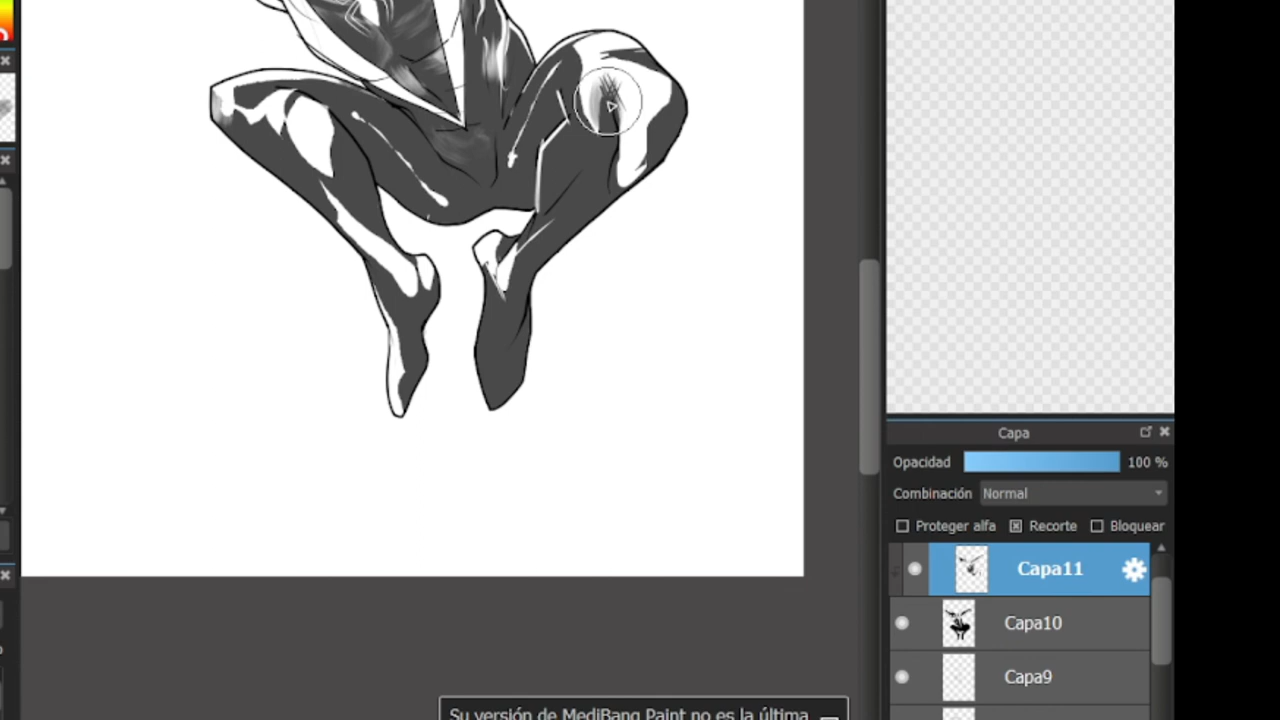 Capa
Opacidad 100 %
Combinación Normal
Proteger alfa Recorte Bloquear
Capa11
Capa10
Capa9
Su versión de MediBang Paint no es la última